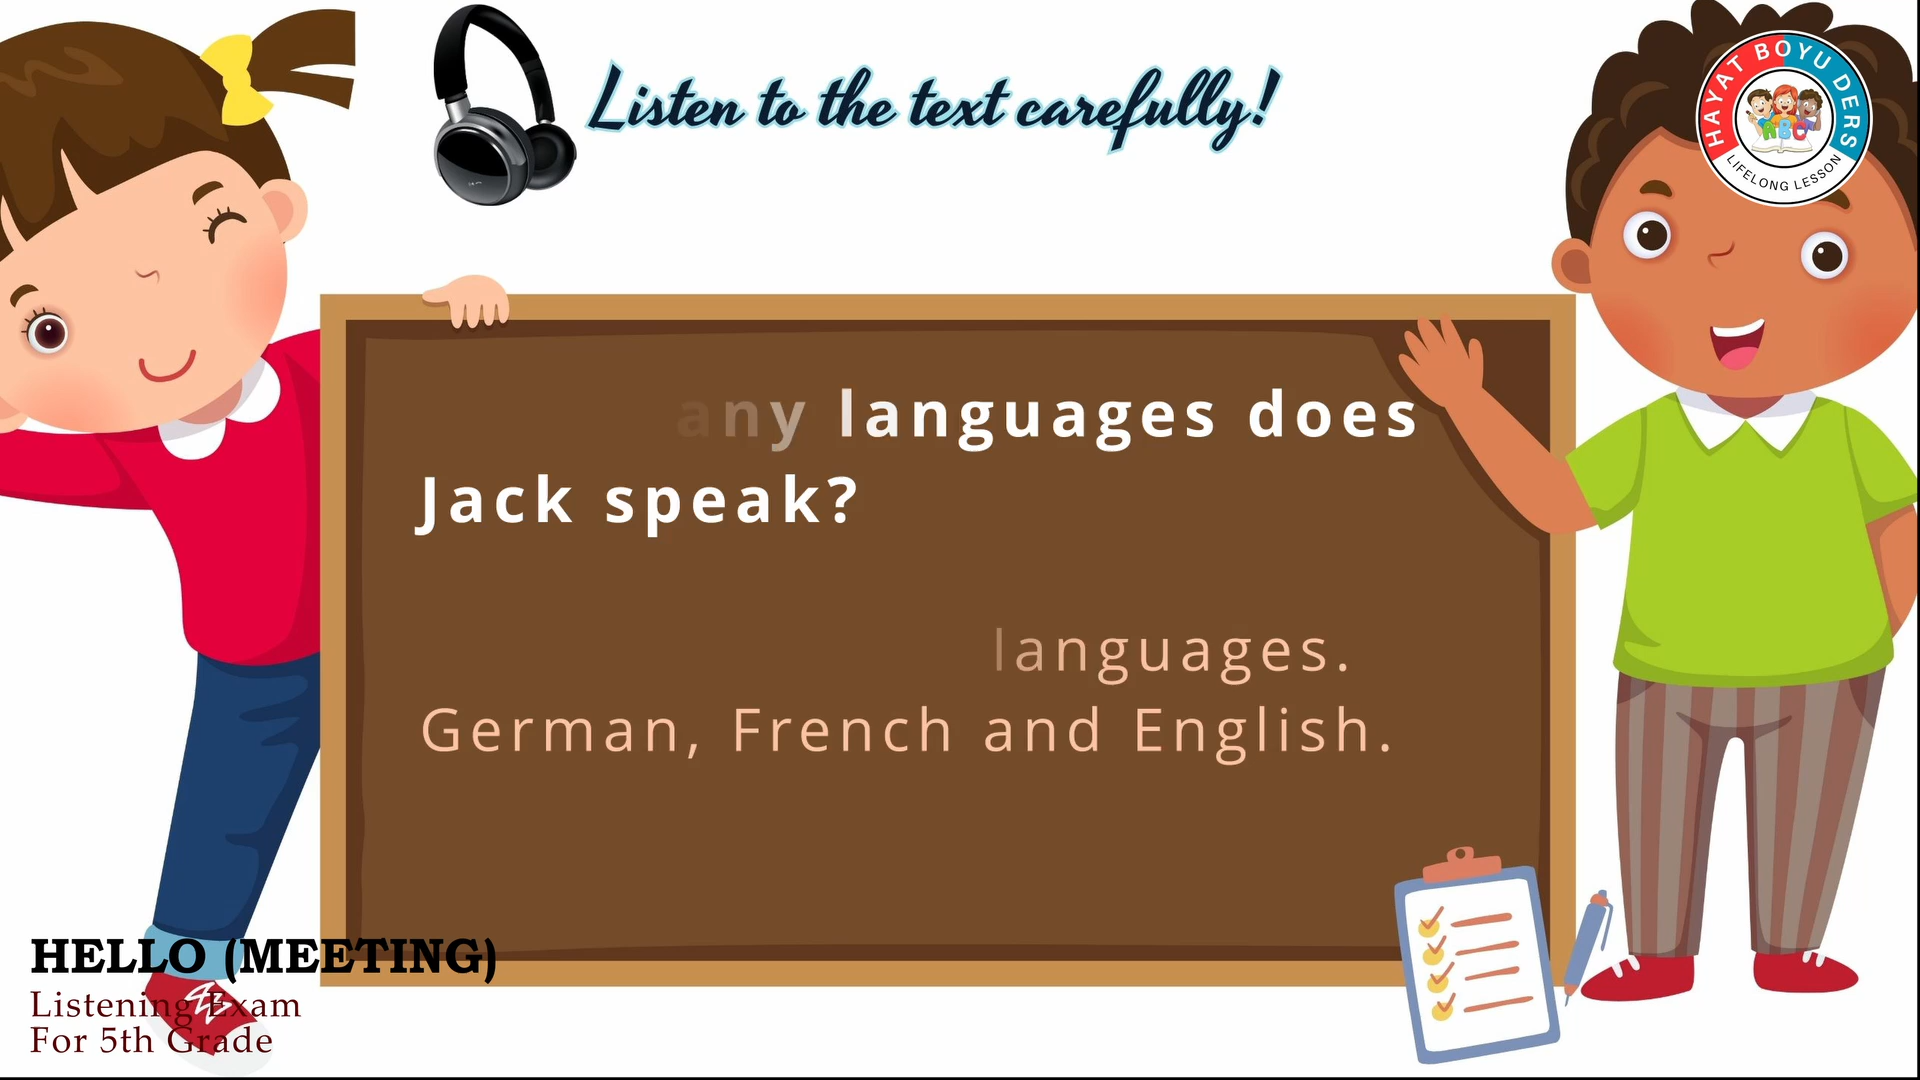 Listen to the text carefully!
HAYAT BOYU DERS
LIFELONG LESSON
ABC
any languages does
Jack speak?
languages.
German, French and English.
HELLO (MEETING)
Listening Exam
For 5th Grade